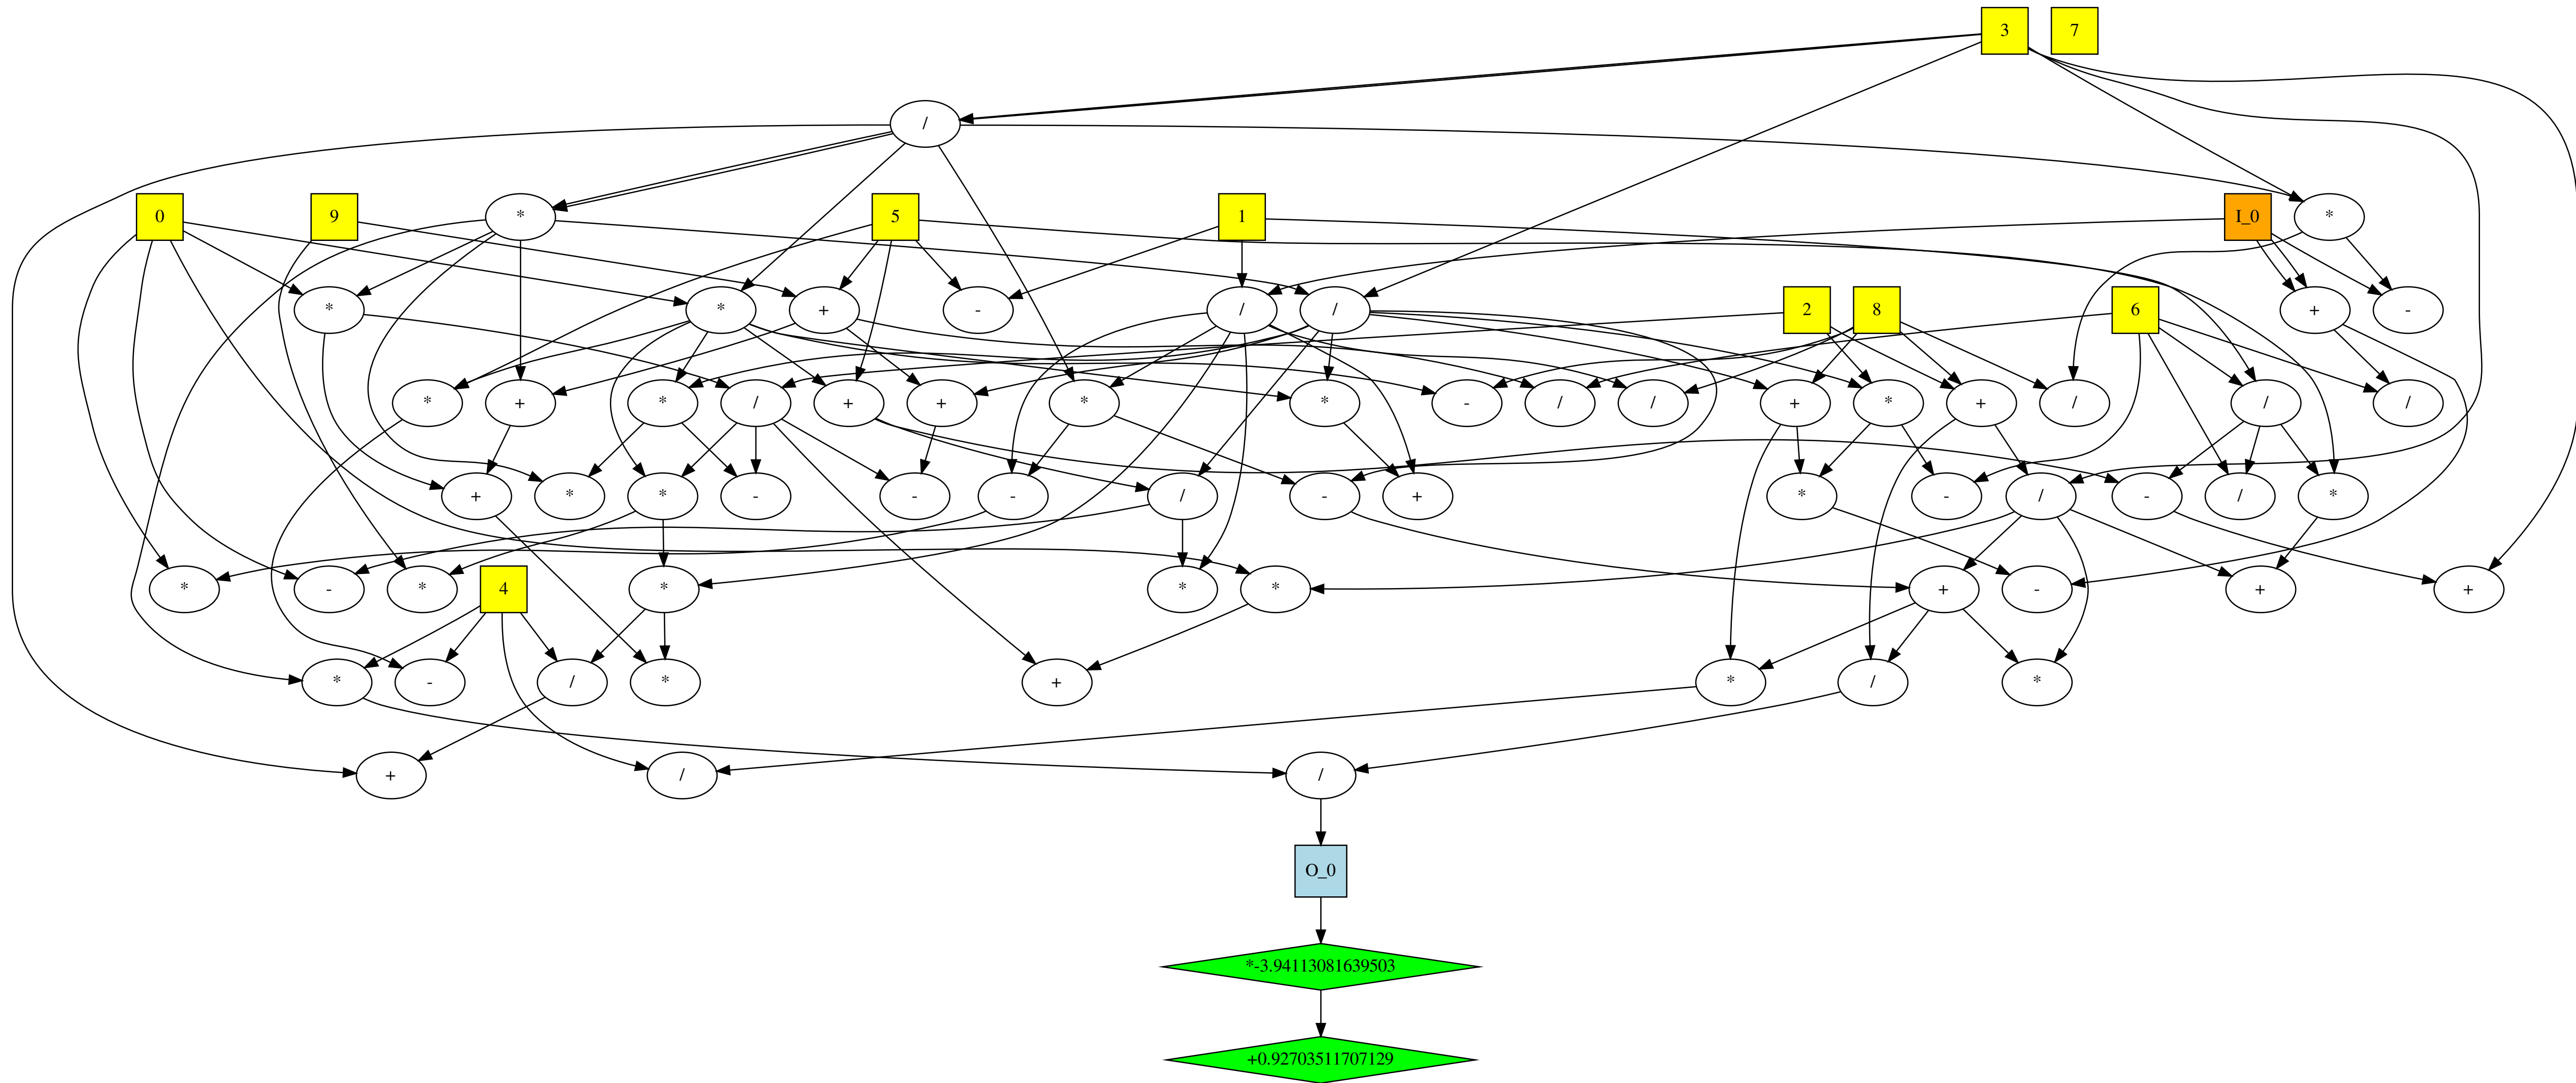 3 7
/
0 9 * 5 1 I_0 *
* * + - / / 2 8 6 + -
* + * / + + * * - / / + * + / / /
+ * * - - - / - + * - / - / *
* - * 4 * * * + - + +
* - / * + * / *
+ / /
O_0
*-3.94113081639503
+0.92703511707129